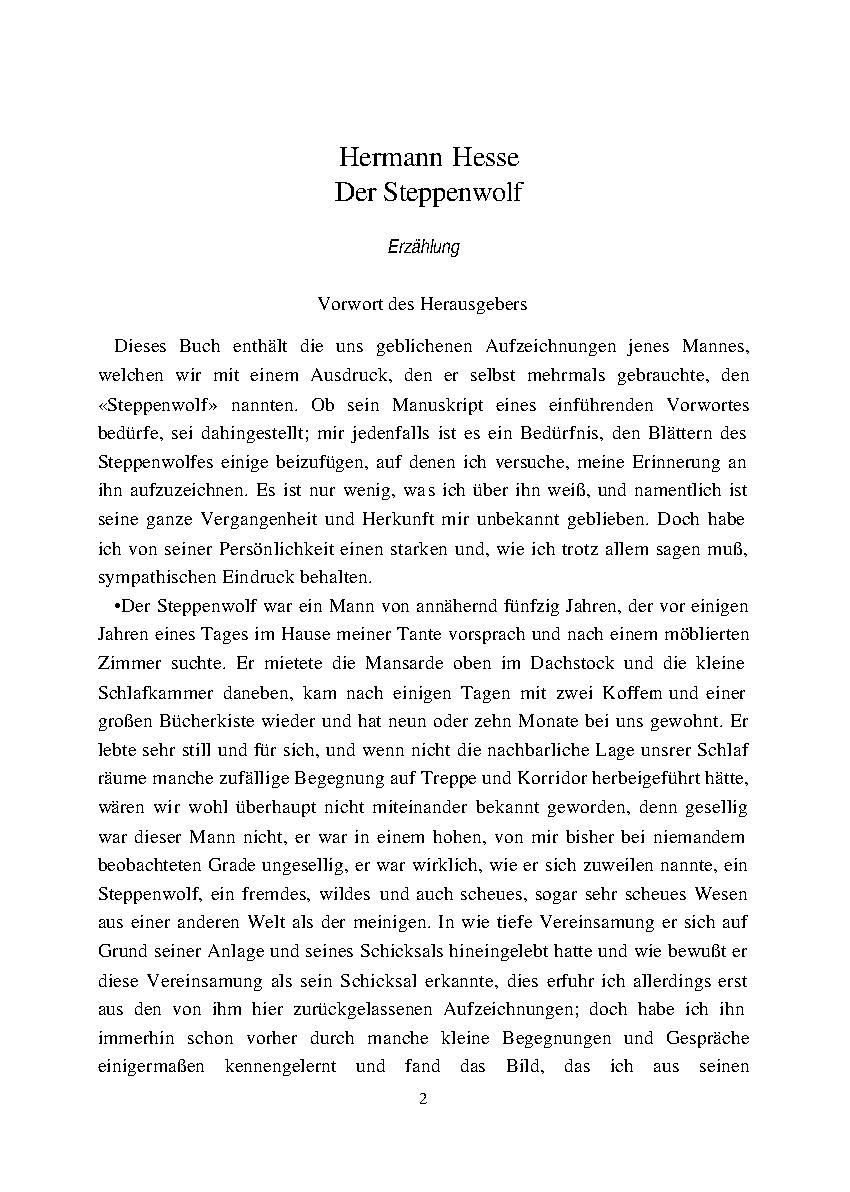 Hermann Hesse
Der Steppenwolf
Erzählung
Vorwort des Herausgebers
Dieses Buch enthält die uns geblichenen Aufzeichnungen jenes Mannes,
welchen wir mit einem Ausdruck, den er selbst mehrmals gebrauchte, den
«Steppenwolf» nannten. Ob sein Manuskript eines einführenden Vorwortes
bedürfe, sei dahingestellt; mir jedenfalls ist es ein Bedürfnis, den Blättern des
Steppenwolfes einige beizufügen, auf denen ich versuche, meine Erinnerung an
ihn aufzuzeichnen. Es ist nur wenig, was ich über ihn weiß, und namentlich ist
seine ganze Vergangenheit und Herkunft mir unbekannt geblieben. Doch habe
ich von seiner Persönlichkeit einen starken und, wie ich trotz allem sagen muß,
sympathischen Eindruck behalten.
•Der Steppenwolf war ein Mann von annähernd fünfzig Jahren, der vor einigen
Jahren eines Tages im Hause meiner Tante vorsprach und nach einem möblierten
Zimmer suchte. Er mietete die Mansarde oben im Dachstock und die kleine
Schlafkammer daneben, kam nach einigen Tagen mit zwei Koffem und einer
großen Bücherkiste wieder und hat neun oder zehn Monate bei uns gewohnt. Er
lebte sehr still und für sich, und wenn nicht die nachbarliche Lage unsrer Schlaf
räume manche zufällige Begegnung auf Treppe und Korridor herbeigeführt hätte,
wären wir wohl überhaupt nicht miteinander bekannt geworden, denn gesellig
war dieser Mann nicht, er war in einem hohen, von mir bisher bei niemandem
beobachteten Grade ungesellig, er war wirklich, wie er sich zuweilen nannte, ein
Steppenwolf, ein fremdes, wildes und auch scheues, sogar sehr scheues Wesen
aus einer anderen Welt als der meinigen. In wie tiefe Vereinsamung er sich auf
Grund seiner Anlage und seines Schicksals hineingelebt hatte und wie bewußt er
diese Vereinsamung als sein Schicksal erkannte, dies erfuhr ich allerdings erst
aus den von ihm hier zurückgelassenen Aufzeichnungen; doch habe ich ihn
immerhin schon vorher durch manche kleine Begegnungen und Gespräche
einigermaßen kennengelernt und fand das Bild, das ich aus seinen
2